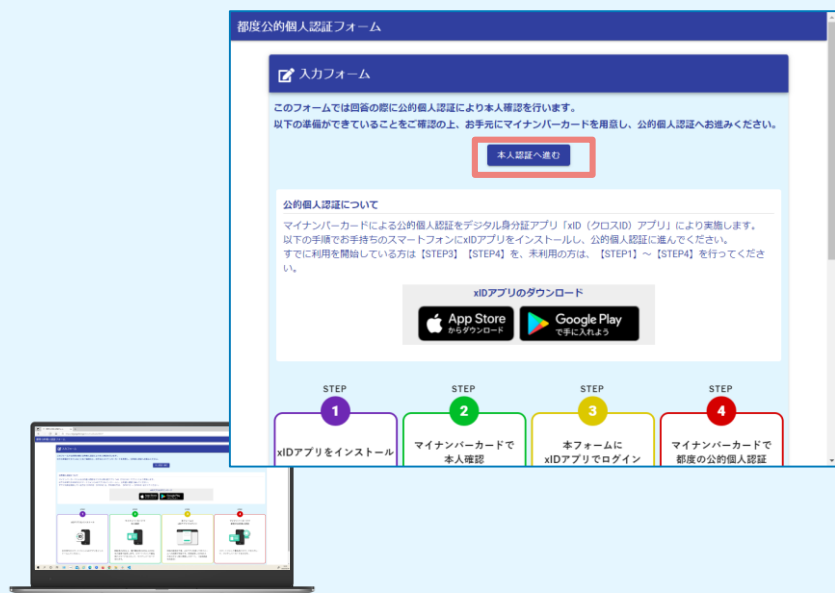 都度公的個人認証フォーム
入力フォーム
このフォームでは回答の際に公的個人認証により本人確認を行います。
以下の準備ができていることをご確認の上、お手元にマイナンバーカードを用意し、公的個人認証へお進みください。
本人認証へ進む
公的個人認証について
マイナンバーカードによる公的個人認証をデジタル身分証アプリ「xID（クロスID）アプリ」により実施します。
以下の手順でお手持ちのスマートフォンにxIDアプリをインストールし、公的個人認証に進んでください。
すでに利用を開始している方は【STEP3】【STEP4】を、未利用の方は、【STEP1】～【STEP4】を行ってくださ
い。
xIDアプリのダウンロード
App Store
からダウンロード
Google Play
で手に入れよう
STEP
1
xIDアプリをインストール
STEP
2
マイナンバーカードで
本人確認
STEP
3
本フォームに
xIDアプリでログイン
STEP
4
マイナンバーカードで
都度の公的個人認証